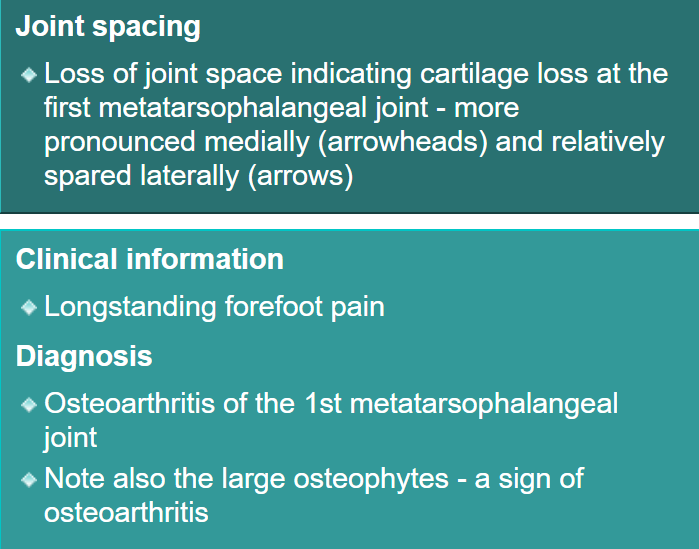 Joint spacing
Loss of joint space indicating cartilage loss at the
first metatarsophalangeal joint - more
pronounced medially (arrowheads) and relatively
spared laterally (arrows)
Clinical information
Longstanding forefoot pain
Diagnosis
Osteoarthritis of the 1st metatarsophalangeal
joint
Note also the large osteophytes - a sign of
osteoarthritis